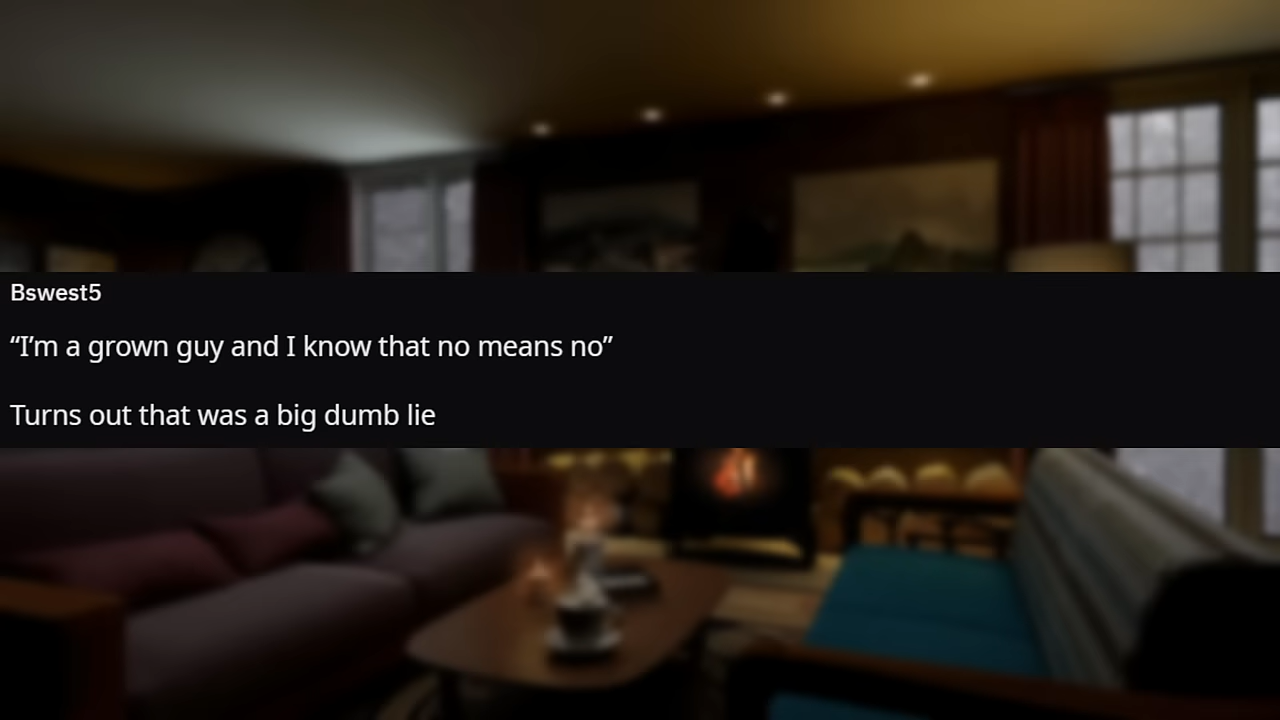 Bswest5
“I’m a grown guy and I know that no means no”
Turns out that was a big dumb lie